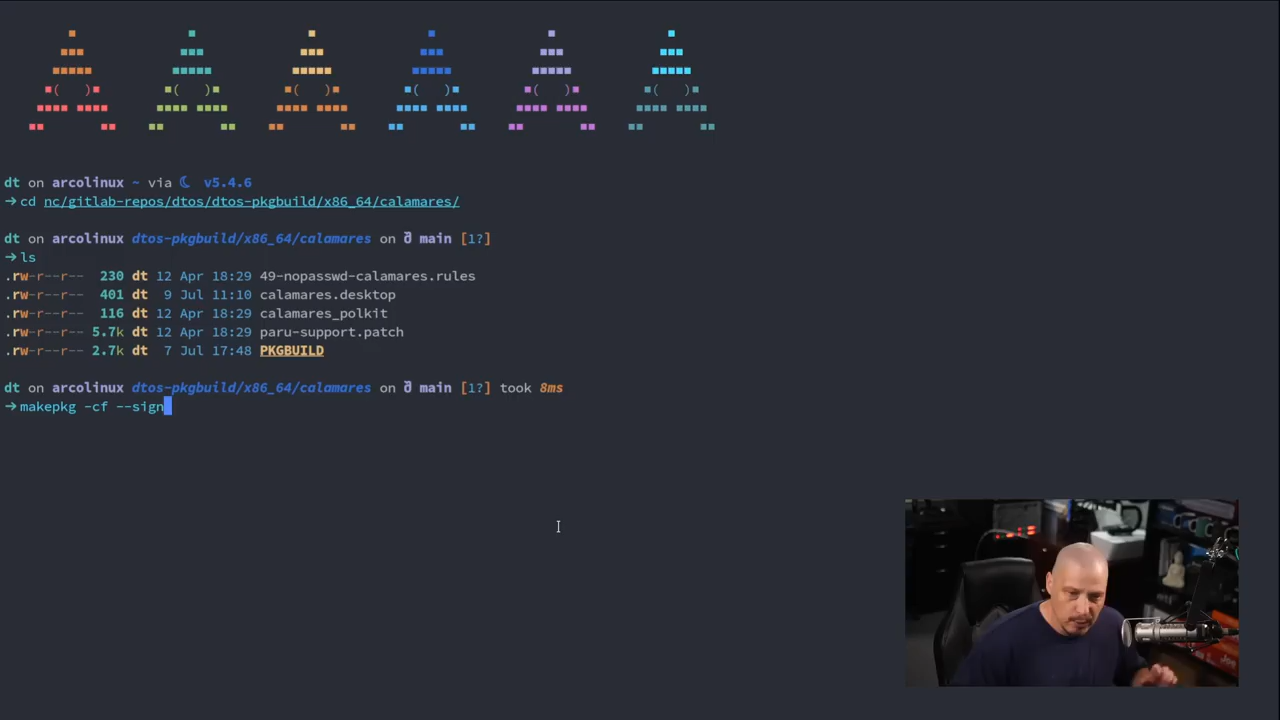 dt on arcolinux ~ via ☾ v5.4.6
→ cd nc/gitlab-repos/dtos/dtos-pkgbuild/x86_64/calamares/
dt on arcolinux dtos-pkgbuild/x86_64/calamares on main [1?]
→ ls
.rw-r--r-- 230 dt 12 Apr 18:29 49-nopasswd-calamares.rules
.rw-r--r-- 401 dt 9 Jul 11:10 calamares.desktop
.rw-r--r-- 116 dt 12 Apr 18:29 calamares_polkit
.rw-r--r-- 5.7k dt 12 Apr 18:29 paru-support.patch
.rw-r--r-- 2.7k dt 7 Jul 17:48 PKGBUILD
dt on arcolinux dtos-pkgbuild/x86_64/calamares on main [1?] took 8ms
→ makepkg -cf --sign